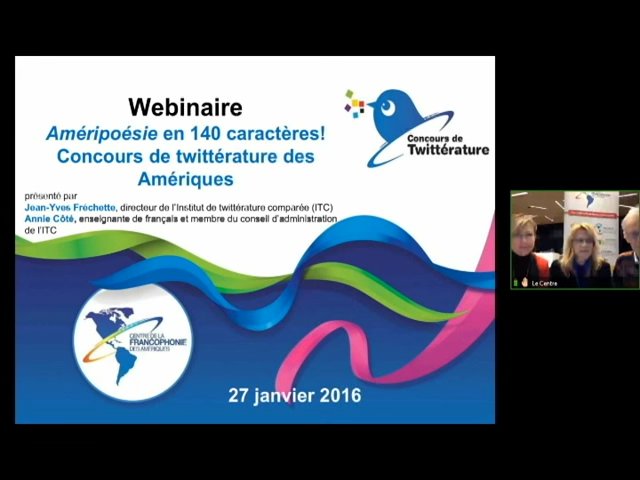 Webinaire
Améripoésie en 140 caractères!
Concours de twittérature des
Amériques
présenté par
Jean-Yves Fréchette, directeur de l'Institut de twittérature comparée (ITC)
Annie Côté, enseignante de français et membre du conseil d'administration
de l'ITC
Concours de
Twittérature
CENTRE DE LA
FRANCOPHONIE
DES AMÉRIQUES
27 janvier 2016
Le Centre